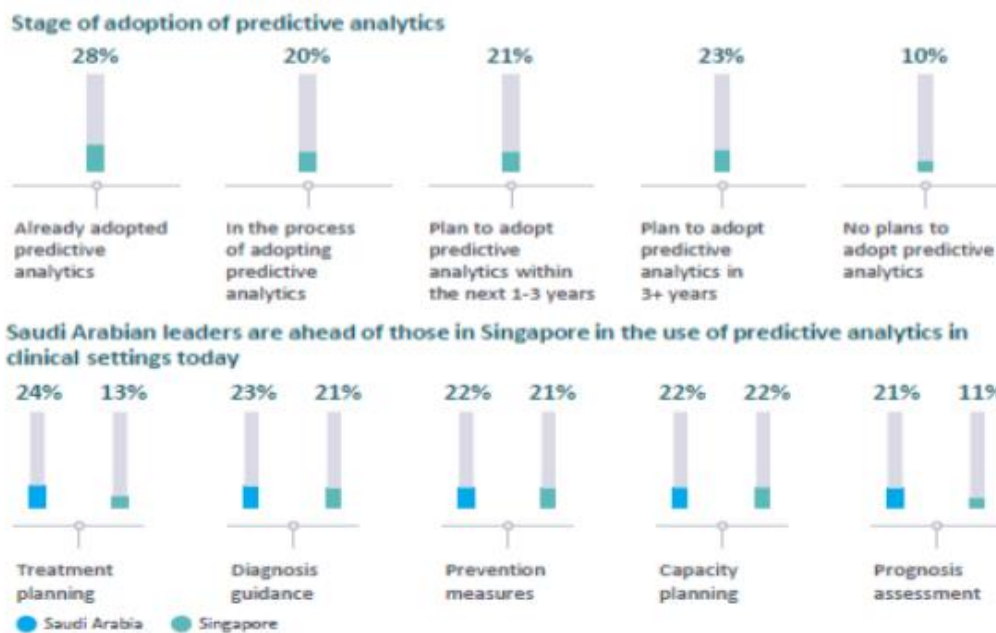 Stage of adoption of predictive analytics
28% 20% 21% 23% 10%
Already adopted
predictive
analytics
In the process
of adopting
predictive
analytics
Plan to adopt
predictive
analytics within
the next 1-3 years
Plan to adopt
predictive
analytics in
3+ years
No plans to
adopt predictive
analytics
Saudi Arabian leaders are ahead of those in Singapore in the use of predictive analytics in
clinical settings today
24% 13% 23% 21% 22% 21% 22% 22% 21% 11%
Treatment
planning
Diagnosis
guidance
Prevention
measures
Capacity
planning
Prognosis
assessment
Saudi Arabia Singapore